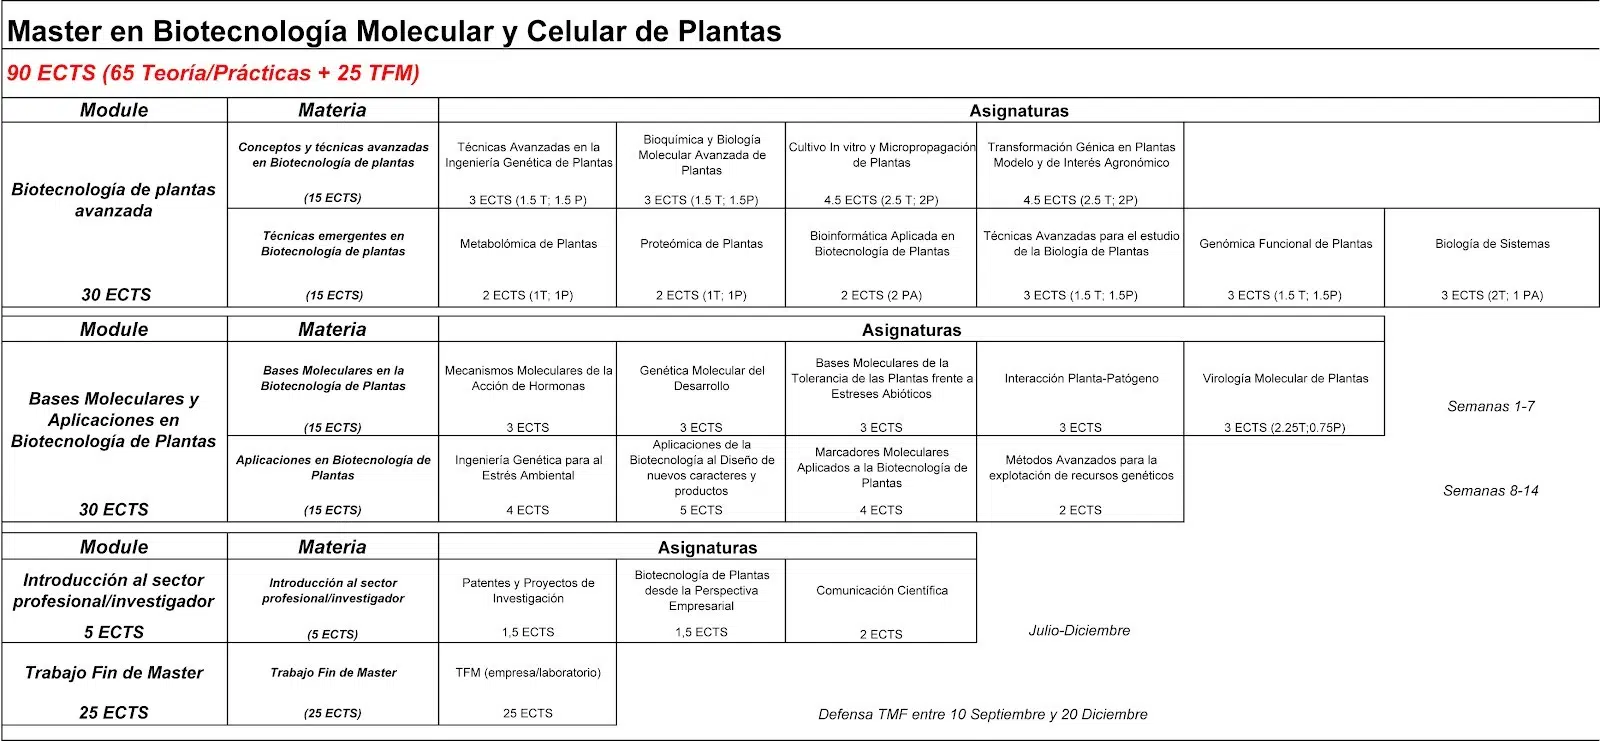 Master en Biotecnología Molecular y Celular de Plantas
90 ECTS (65 Teoría/Prácticas + 25 TFM)
Module
Materia
Asignaturas
Biotecnología de plantas
avanzada
30 ECTS
Conceptos y técnicas avanzadas
en Biotecnología de plantas
(15 ECTS)
Técnicas Avanzadas en la
Ingeniería Genética de Plantas
3 ECTS (1.5 T; 1.5 P)
Bioquímica y Biología
Molecular Avanzada de
Plantas
3 ECTS (1.5 T; 1.5P)
Cultivo In vitro y Micropropagación
de Plantas
4.5 ECTS (2.5 T; 2P)
Transformación Génica en Plantas
Modelo y de Interés Agronómico
4.5 ECTS (2.5 T; 2P)
Técnicas emergentes en
Biotecnología de plantas
(15 ECTS)
Metabolómica de Plantas
2 ECTS (1T; 1P)
Proteómica de Plantas
2 ECTS (1T; 1P)
Bioinformática Aplicada en
Biotecnología de Plantas
2 ECTS (2 PA)
Técnicas Avanzadas para el estudio
de la Biología de Plantas
3 ECTS (1.5 T; 1.5P)
Genómica Funcional de Plantas
3 ECTS (1.5 T; 1.5P)
Biología de Sistemas
3 ECTS (2T; 1 PA)
Module
Materia
Asignaturas
Bases Moleculares y
Aplicaciones en
Biotecnología de Plantas
30 ECTS
Bases Moleculares en la
Biotecnología de Plantas
(15 ECTS)
Mecanismos Moleculares de la
Acción de Hormonas
3 ECTS
Genética Molecular del
Desarrollo
3 ECTS
Bases Moleculares de la
Tolerancia de las Plantas frente a
Estreses Abióticos
3 ECTS
Interacción Planta-Patógeno
3 ECTS
Virología Molecular de Plantas
3 ECTS (2.25T;0.75P)
Semanas 1-7
Aplicaciones en Biotecnología de
Plantas
(15 ECTS)
Ingeniería Genética para al
Estrés Ambiental
4 ECTS
Aplicaciones de la
Biotecnología al Diseño de
nuevos caracteres y
productos
5 ECTS
Marcadores Moleculares
Aplicados a la Biotecnología de
Plantas
4 ECTS
Métodos Avanzados para la
explotación de recursos genéticos
2 ECTS
Semanas 8-14
Module
Materia
Asignaturas
Introducción al sector
profesional/investigador
5 ECTS
Introducción al sector
profesional/investigador
(5 ECTS)
Patentes y Proyectos de
Investigación
1,5 ECTS
Biotecnología de Plantas
desde la Perspectiva
Empresarial
1,5 ECTS
Comunicación Científica
2 ECTS
Julio-Diciembre
Trabajo Fin de Master
25 ECTS
Trabajo Fin de Master
(25 ECTS)
TFM (empresa/laboratorio)
25 ECTS
Defensa TMF entre 10 Septiembre y 20 Diciembre